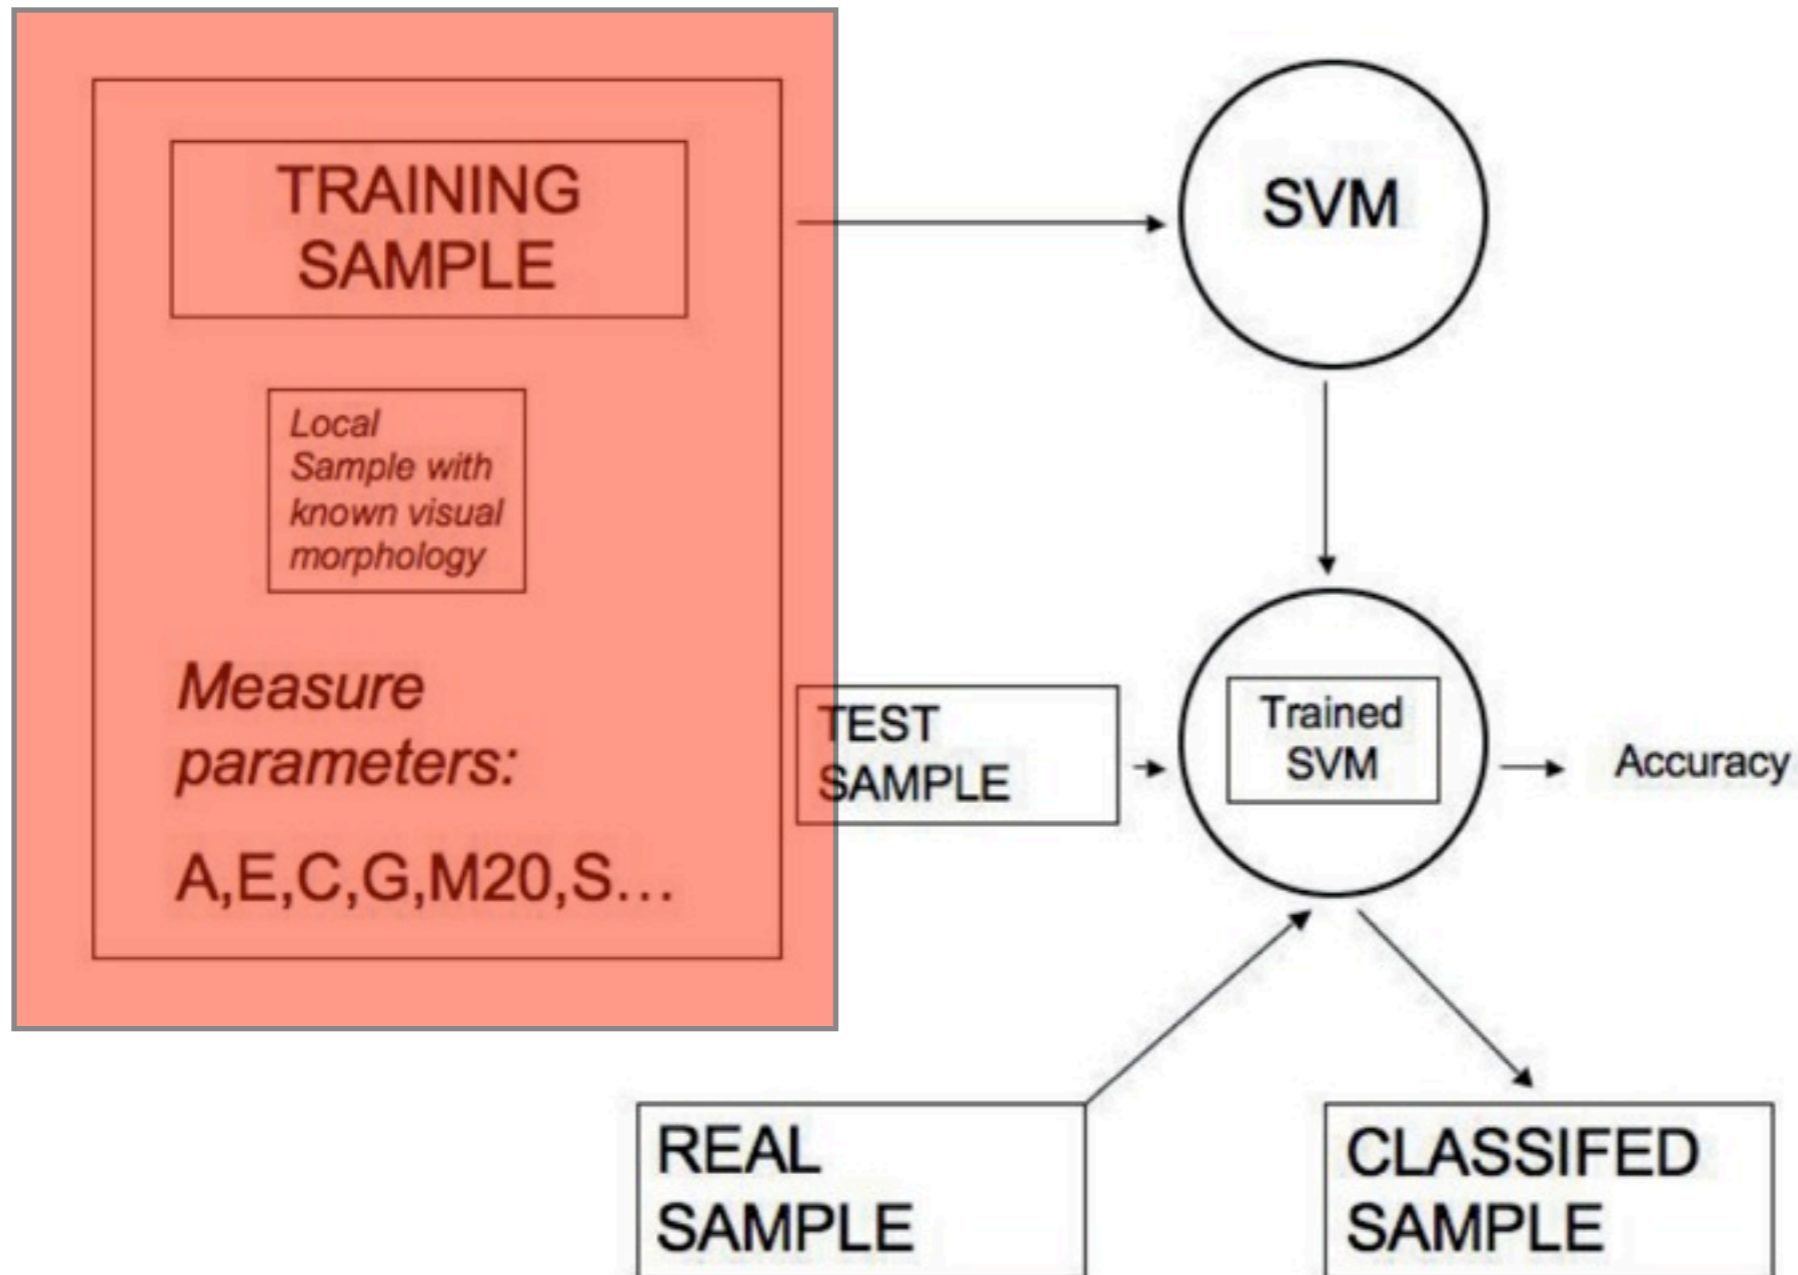 TRAINING
SAMPLE
SVM
Local
Sample with
known visual
morphology
Measure
parameters:
A,E,C,G,M20,S...
TEST
SAMPLE
Trained
SVM
Accuracy
REAL
SAMPLE
CLASSIFED
SAMPLE